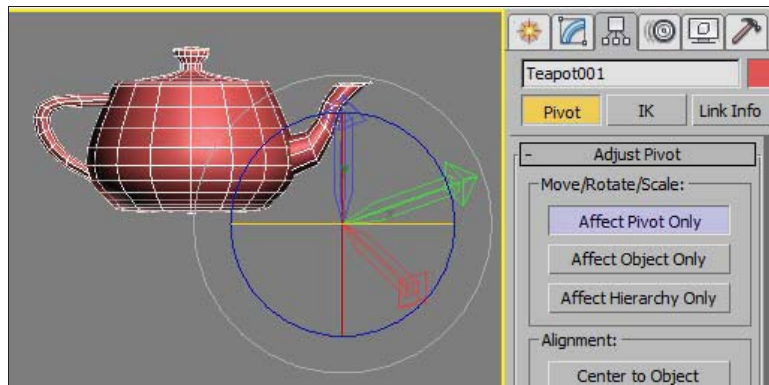 Teapot001
Pivot IK Link Info
- Adjust Pivot
Move/Rotate/Scale:
Affect Pivot Only
Affect Object Only
Affect Hierarchy Only
Alignment:
Center to Object